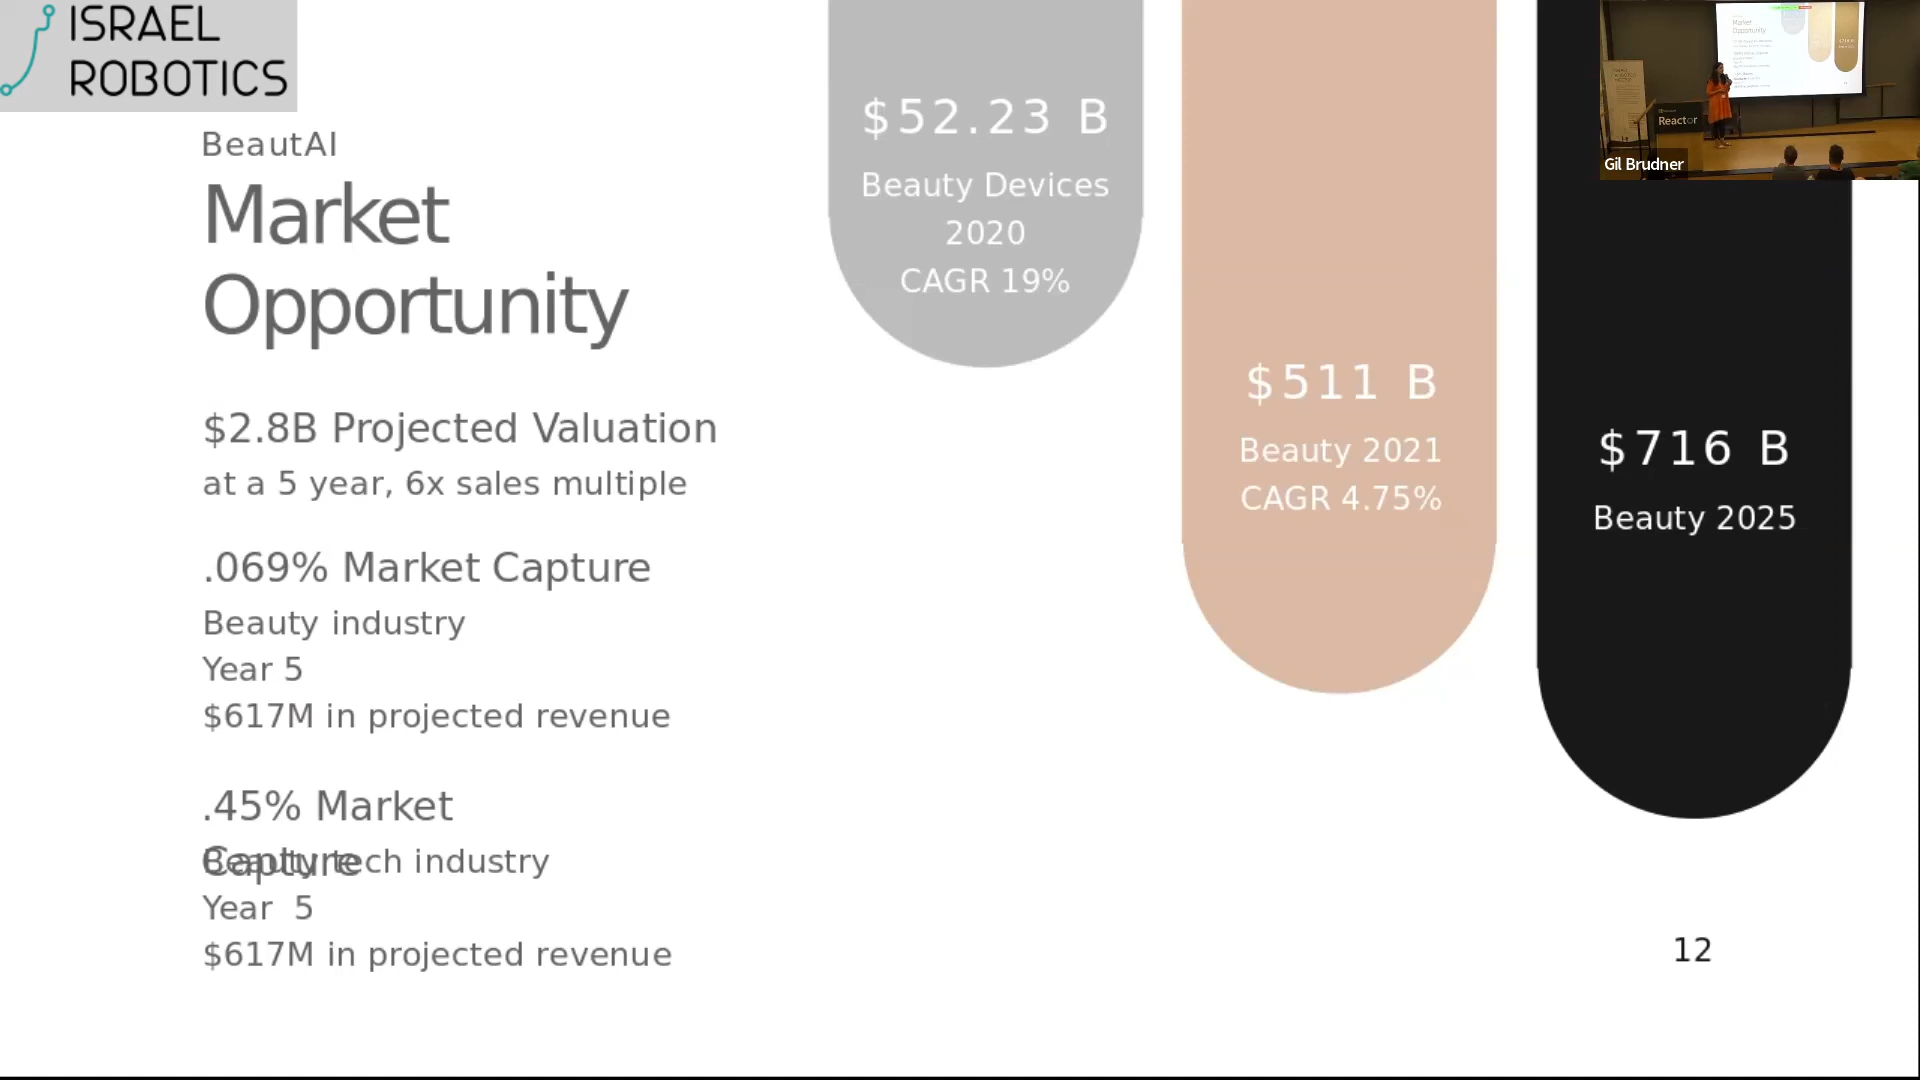 ISRAEL
ROBOTICS
BeautAI
Market
Opportunity
$2.8B Projected Valuation
at a 5 year, 6x sales multiple
.069% Market Capture
Beauty industry
Year 5
$617M in projected revenue
.45% Market
Capture
Beauty tech industry
Year 5
$617M in projected revenue
$52.23 B
Beauty Devices
2020
CAGR 19%
$511 B
Beauty 2021
CAGR 4.75%
$716 B
Beauty 2025
12
Market
Opportunity
Reactor
Gil Brudner